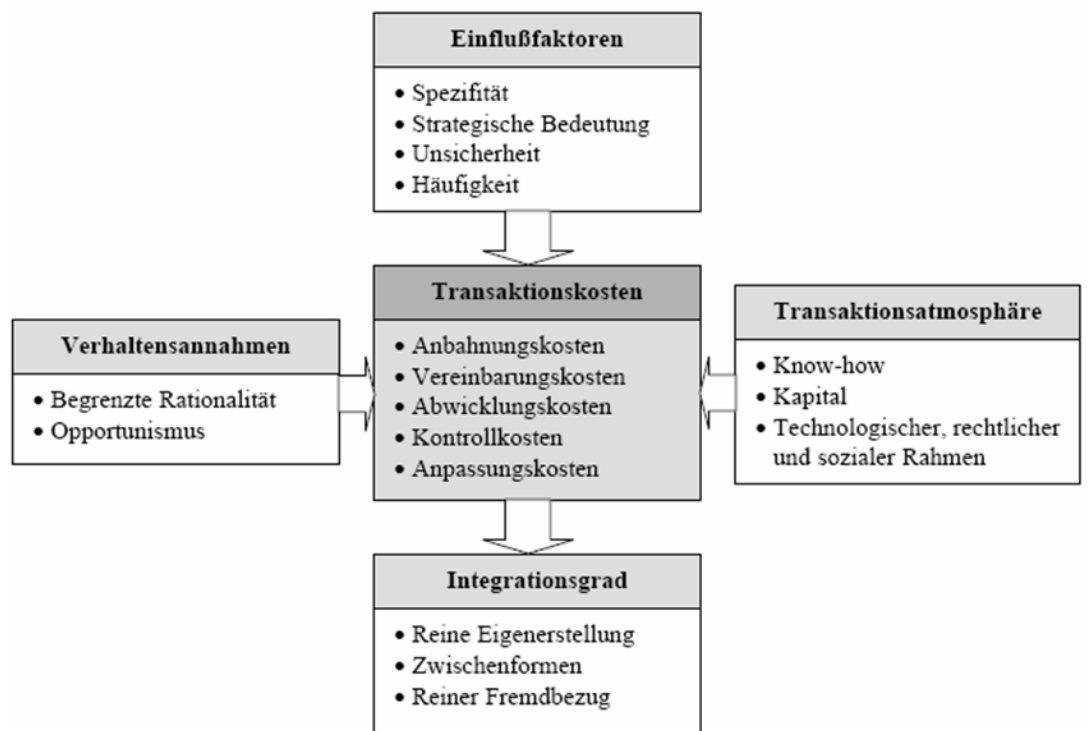 Einflußfaktoren
• Spezifität
• Strategische Bedeutung
• Unsicherheit
• Häufigkeit
Transaktionskosten
• Anbahnungskosten
• Vereinbarungskosten
• Abwicklungskosten
• Kontrollkosten
• Anpassungskosten
Verhaltensannahmen
• Begrenzte Rationalität
• Opportunismus
Transaktionsatmosphäre
• Know-how
• Kapital
• Technologischer, rechtlicher
und sozialer Rahmen
Integrationsgrad
• Reine Eigenerstellung
• Zwischenformen
• Reiner Fremdbezug